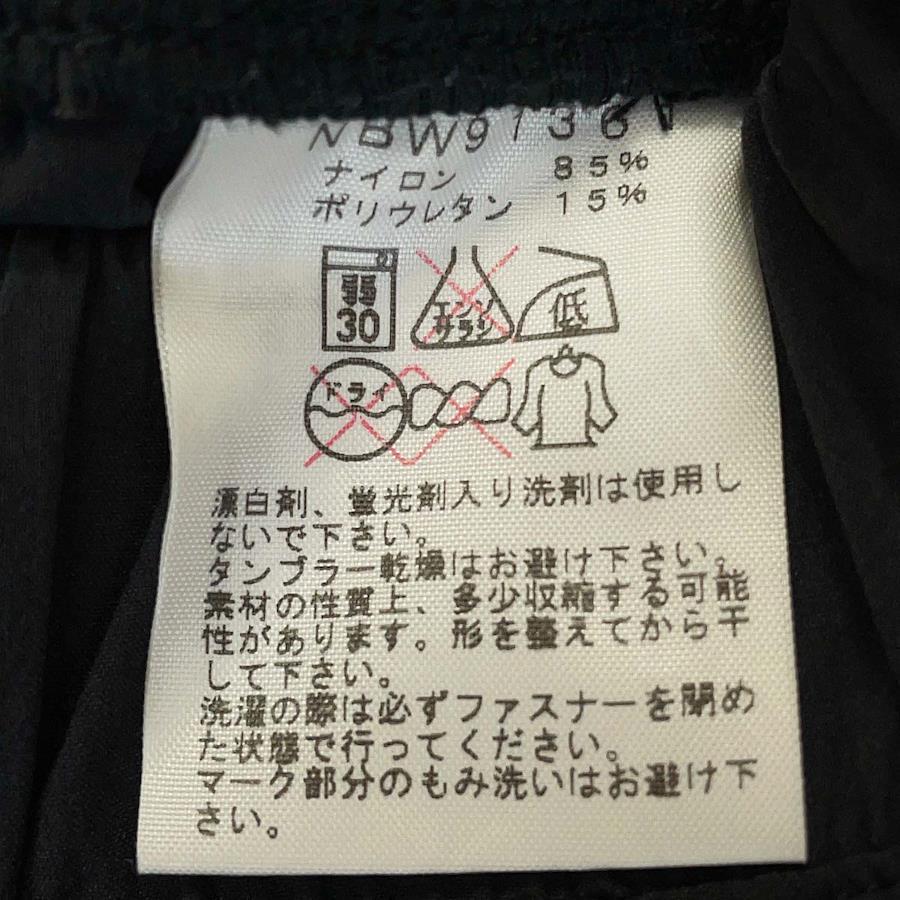 ナイロン 85%
ポリウレタン 15%
弱
30
エンソ
サラシ
低
ドライ
漂白剤、蛍光剤入り洗剤は使用し
ないで下さい。
タンブラー乾燥はお避け下さい。
素材の性質上、多少収縮する可能
性があります。形を整えてから干
して下さい。
洗濯の際は必ずファスナーを閉め
た状態で行ってください。
マーク部分のもみ洗いはお避け下
さい。